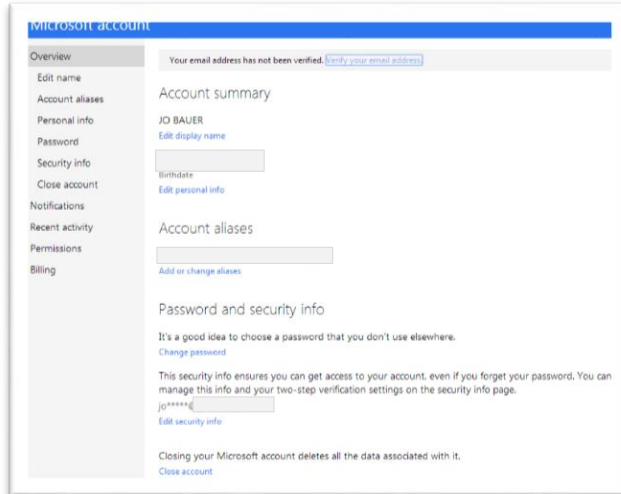 Microsoft account
Overview
Edit name
Account aliases
Personal info
Password
Security info
Close account
Notifications
Recent activity
Permissions
Billing
Your email address has not been verified. Verify your email address.
Account summary
JO BAUER
Edit display name
Birthdate
Edit personal info
Account aliases
Add or change aliases
Password and security info
It's a good idea to choose a password that you don't use elsewhere.
Change password
This security info ensures you can get access to your account, even if you forget your password. You can
manage this info and your two-step verification settings on the security info page.
jo*****@
Edit security info
Closing your Microsoft account deletes all the data associated with it.
Close account